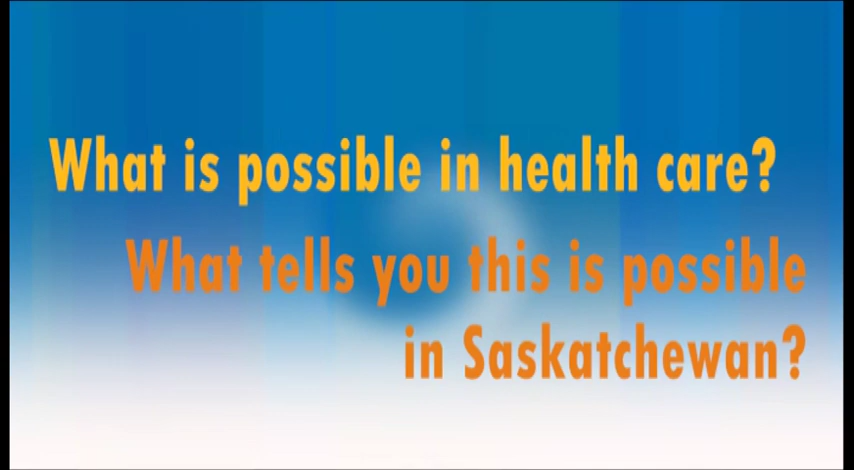 What is possible in health care?
What tells you this is possible
in Saskatchewan?